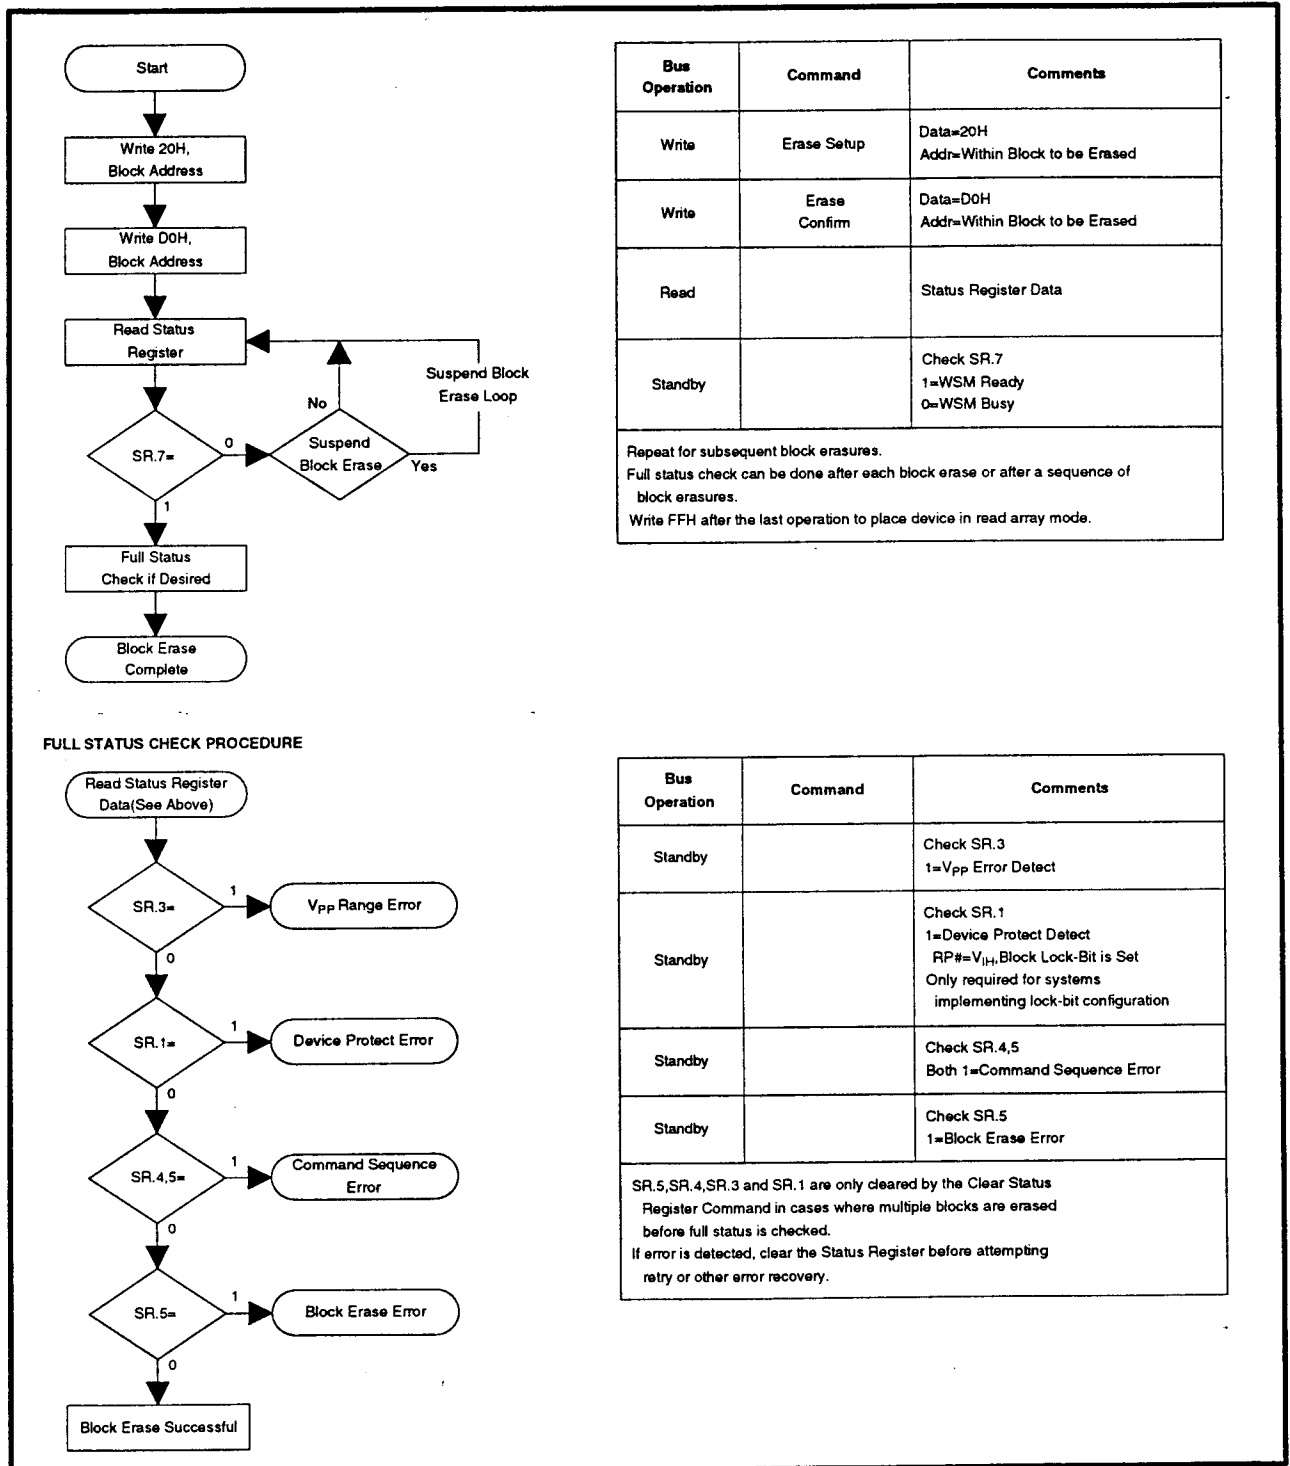 Start
Write 20H,
Block Address
Write D0H,
Block Address
Read Status
Register
Suspend Block
Erase Loop
No
SR.7=
0
Suspend
Block Erase
Yes
1
Full Status
Check if Desired
Block Erase
Complete
Bus
Operation
Command
Comments
Write
Erase Setup
Data=20H
Addr=Within Block to be Erased
Write
Erase
Confirm
Data=D0H
Addr=Within Block to be Erased
Read
Status Register Data
Standby
Check SR.7
1=WSM Ready
0=WSM Busy
Repeat for subsequent block erasures.
Full status check can be done after each block erase or after a sequence of
block erasures.
Write FFH after the last operation to place device in read array mode.
FULL STATUS CHECK PROCEDURE
Read Status Register
Data(See Above)
SR.3=
1
VPP Range Error
0
SR.1=
1
Device Protect Error
0
SR.4,5=
1
Command Sequence
Error
0
SR.5=
1
Block Erase Error
0
Block Erase Successful
Bus
Operation
Command
Comments
Standby
Check SR.3
1=VPP Error Detect
Standby
Check SR.1
1=Device Protect Detect
RP#=VIH,Block Lock-Bit is Set
Only required for systems
implementing lock-bit configuration
Standby
Check SR.4,5
Both 1=Command Sequence Error
Standby
Check SR.5
1=Block Erase Error
SR.5,SR.4,SR.3 and SR.1 are only cleared by the Clear Status
Register Command in cases where multiple blocks are erased
before full status is checked.
If error is detected, clear the Status Register before attempting
retry or other error recovery.